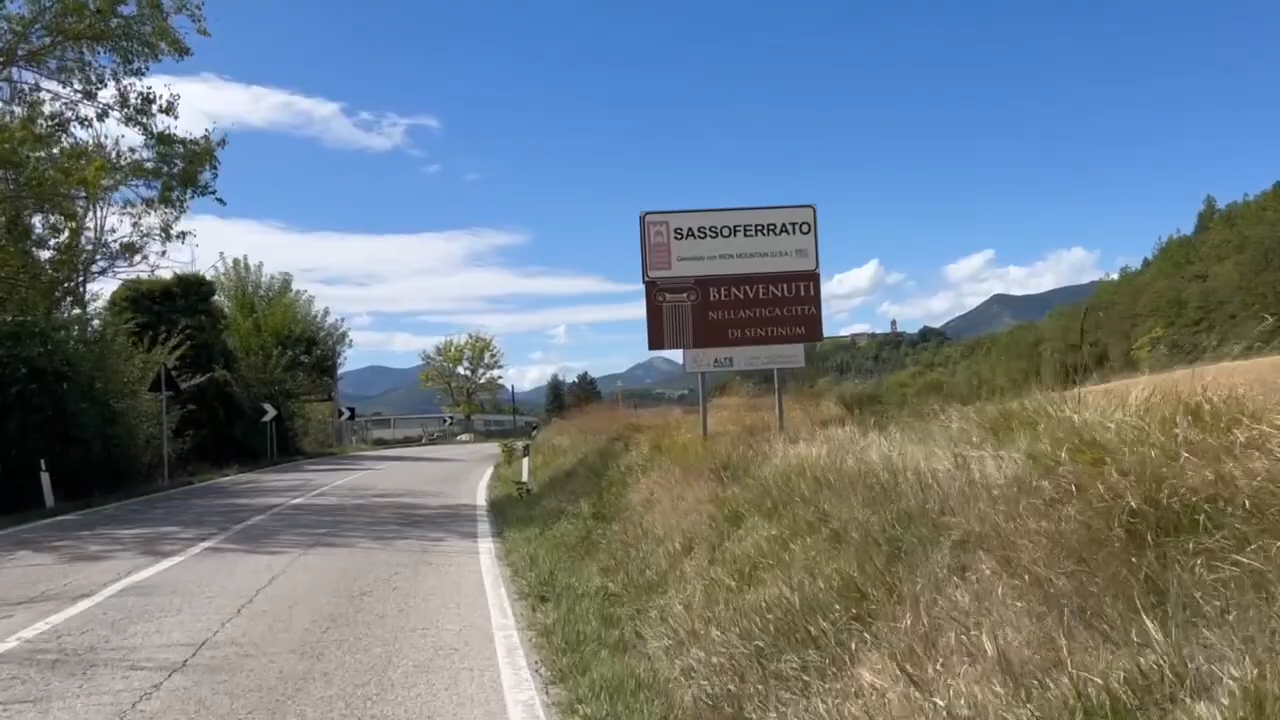 SASSOFERRATO
Gemellato con IRON MOUNTAIN (U.S.A.)
BENVENUTI
NELL'ANTICA CITTÀ
DI SENTINUM
ALTE